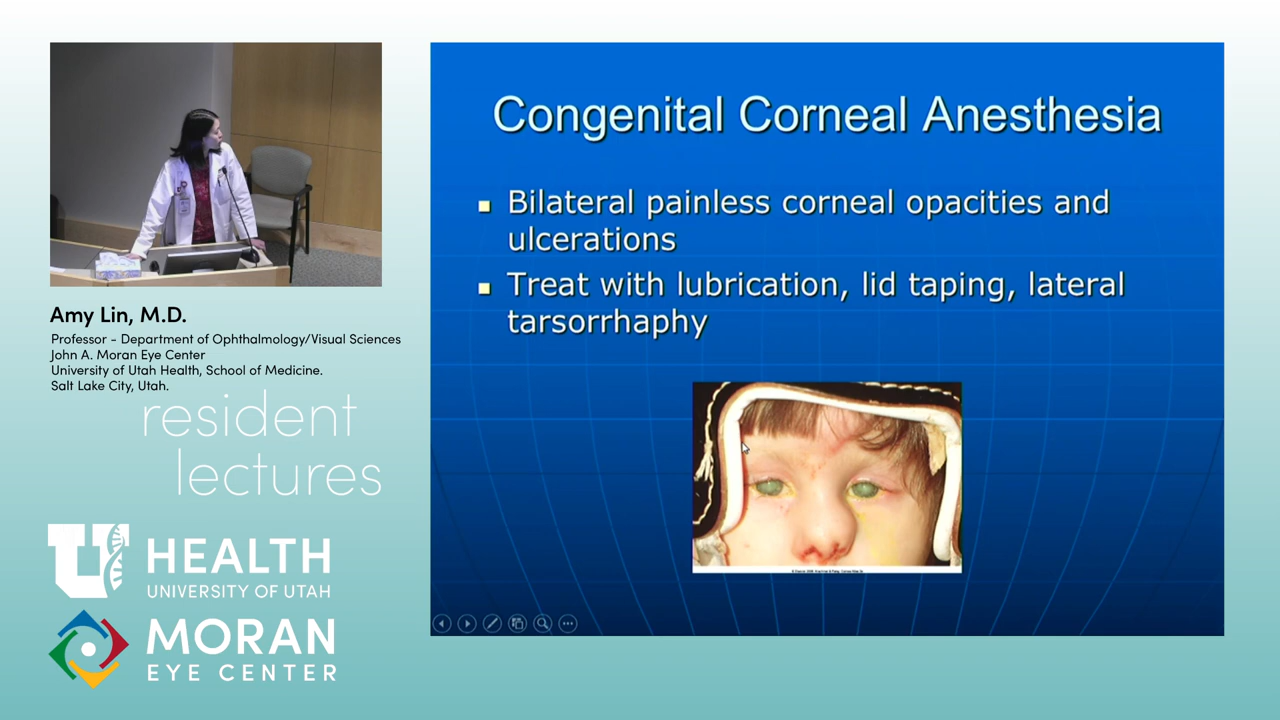 Congenital Corneal Anesthesia
Bilateral painless corneal opacities and
ulcerations
Treat with lubrication, lid taping, lateral
tarsorrhaphy
Amy Lin, M.D.
Professor - Department of Ophthalmology/Visual Sciences
John A. Moran Eye Center
University of Utah Health, School of Medicine.
Salt Lake City, Utah.
resident
lectures
U HEALTH
UNIVERSITY OF UTAH
MORAN
EYE CENTER